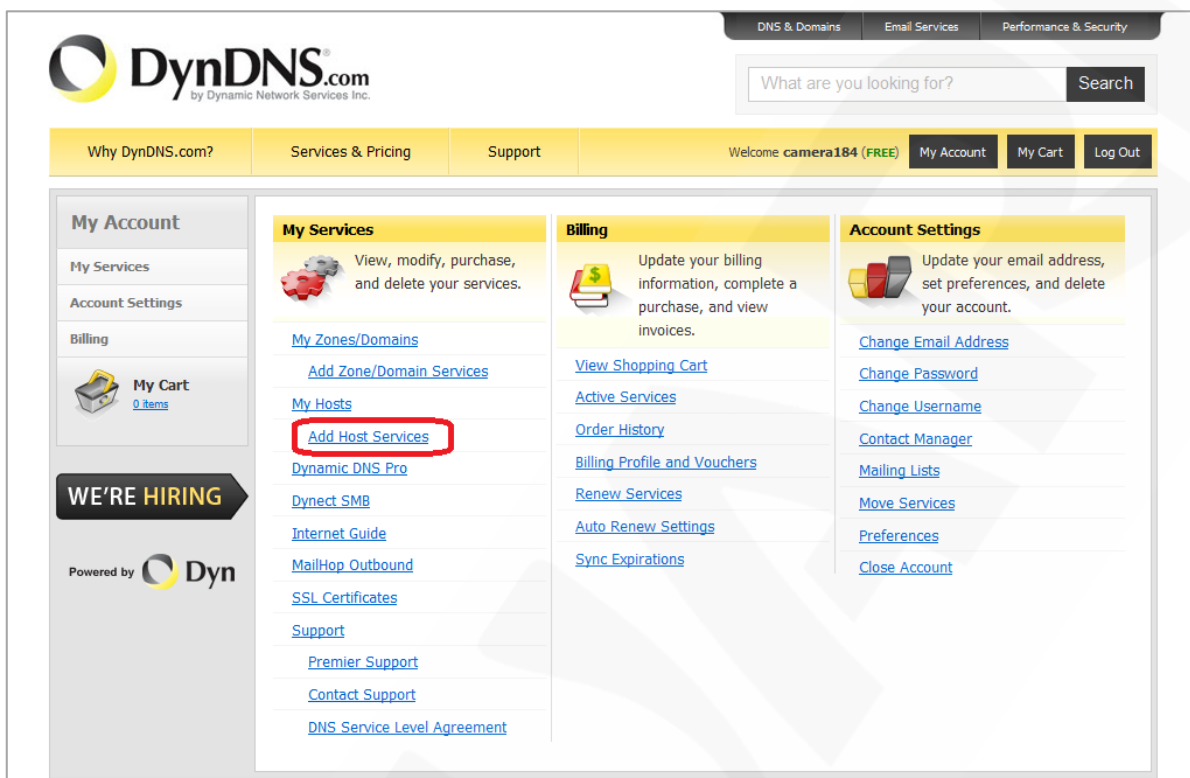 DNS & Domains Email Services Performance & Security
DynDNS.com
by Dynamic Network Services Inc.
What are you looking for? Search
Why DynDNS.com? Services & Pricing Support Welcome camera184 (FREE) My Account My Cart Log Out
My Account
My Services
Account Settings
Billing
My Cart
0 items
WE'RE HIRING
Powered by Dyn
My Services
View, modify, purchase,
and delete your services.
My Zones/Domains
Add Zone/Domain Services
My Hosts
Add Host Services
Dynamic DNS Pro
Dynect SMB
Internet Guide
MailHop Outbound
SSL Certificates
Support
Premier Support
Contact Support
DNS Service Level Agreement
Billing
Update your billing
information, complete a
purchase, and view
invoices.
View Shopping Cart
Active Services
Order History
Billing Profile and Vouchers
Renew Services
Auto Renew Settings
Sync Expirations
Account Settings
Update your email address,
set preferences, and delete
your account.
Change Email Address
Change Password
Change Username
Contact Manager
Mailing Lists
Move Services
Preferences
Close Account